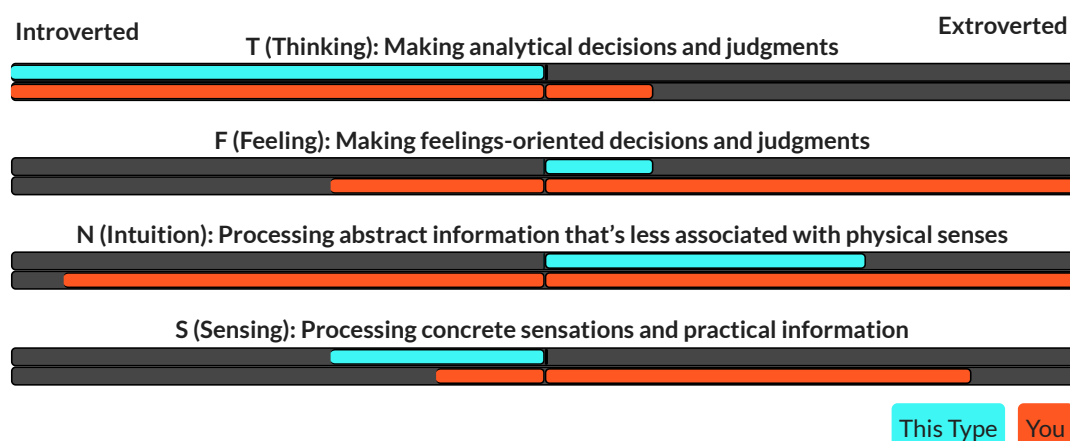 Introverted
Extroverted
T (Thinking): Making analytical decisions and judgments
F (Feeling): Making feelings-oriented decisions and judgments
N (Intuition): Processing abstract information that’s less associated with physical senses
S (Sensing): Processing concrete sensations and practical information
This Type
You